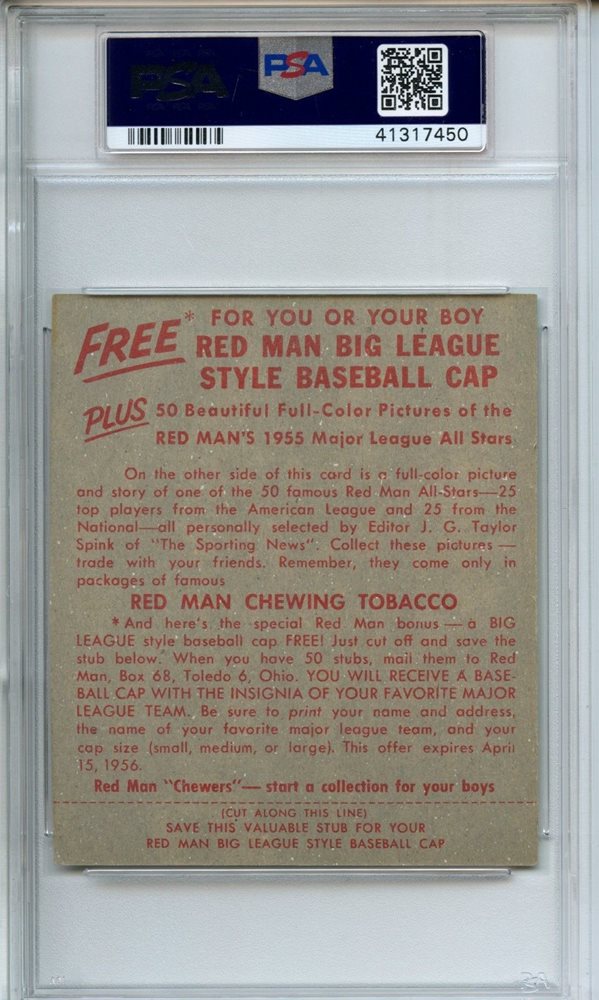 PSA
PSA
41317450
FREE* FOR YOU OR YOUR BOY
RED MAN BIG LEAGUE
STYLE BASEBALL CAP
PLUS 50 Beautiful Full-Color Pictures of the
RED MAN'S 1955 Major League All Stars
On the other side of this card is a full-color picture
and story of one of the 50 famous Red Man All-Stars—25
top players from the American League and 25 from the
National—all personally selected by Editor J. G. Taylor
Spink of "The Sporting News". Collect these pictures —
trade with your friends. Remember, they come only in
packages of famous
RED MAN CHEWING TOBACCO
*And here's the special Red Man bonus — a BIG
LEAGUE style baseball cap FREE! Just cut off and save the
stub below. When you have 50 stubs, mail them to Red
Man, Box 68, Toledo 6, Ohio. YOU WILL RECEIVE A BASE-
BALL CAP WITH THE INSIGNIA OF YOUR FAVORITE MAJOR
LEAGUE TEAM. Be sure to print your name and address,
the name of your favorite major league team, and your
cap size (small, medium, or large). This offer expires April
15, 1956.
Red Man "Chewers"— start a collection for your boys
(CUT ALONG THIS LINE)
SAVE THIS VALUABLE STUB FOR YOUR
RED MAN BIG LEAGUE STYLE BASEBALL CAP